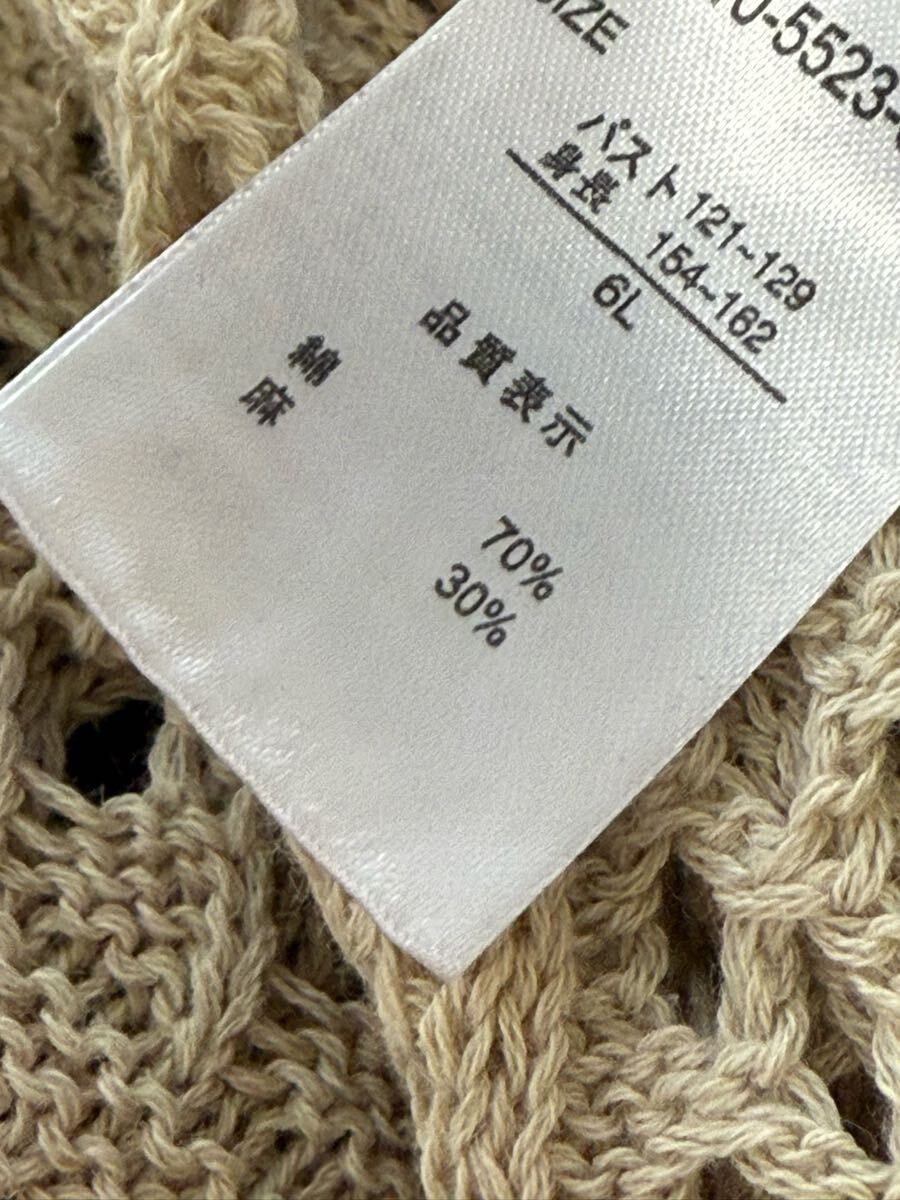 0-5523-
SIZE
バスト 121~129
身長 154~162
6L
品質表示
綿 70%
麻 30%